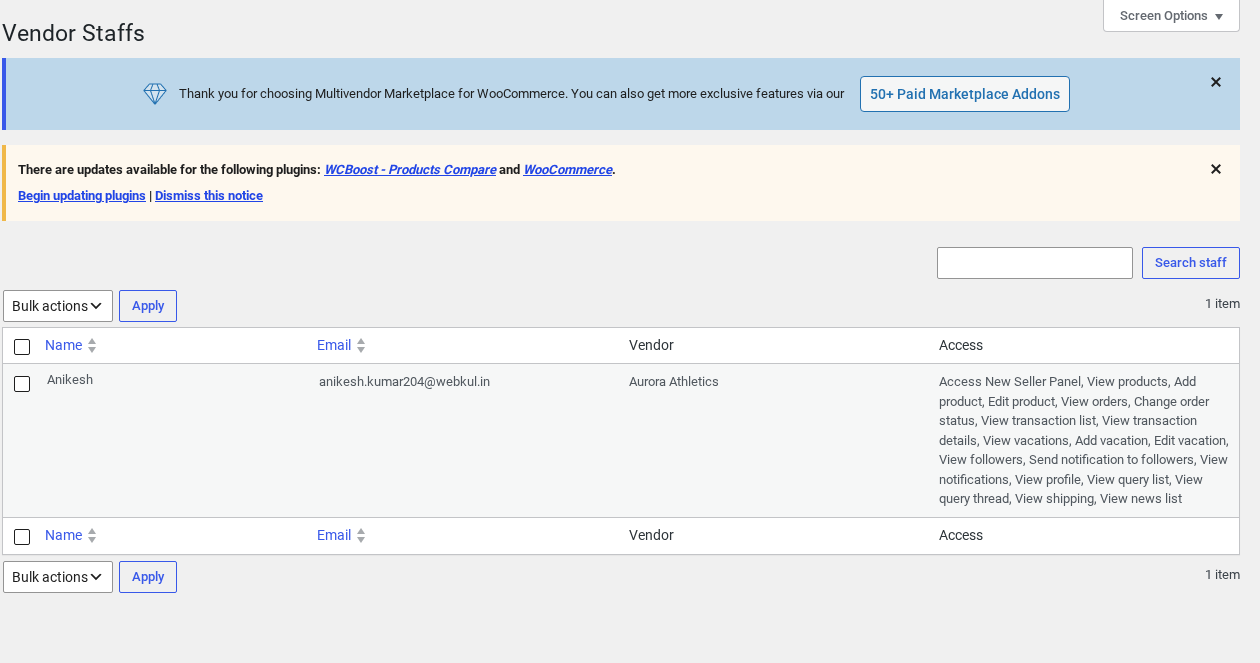 Screen Options
Vendor Staffs
Thank you for choosing Multivendor Marketplace for WooCommerce. You can also get more exclusive features via our 50+ Paid Marketplace Addons
There are updates available for the following plugins: WCBoost - Products Compare and WooCommerce.
Begin updating plugins | Dismiss this notice
Search staff
Bulk actions Apply 1 item
Name Email Vendor Access
Anikesh anikesh.kumar204@webkul.in Aurora Athletics Access New Seller Panel, View products, Add
product, Edit product, View orders, Change order
status, View transaction list, View transaction
details, View vacations, Add vacation, Edit vacation,
View followers, Send notification to followers, View
notifications, View profile, View query list, View
query thread, View shipping, View news list
Name Email Vendor Access
Bulk actions Apply 1 item